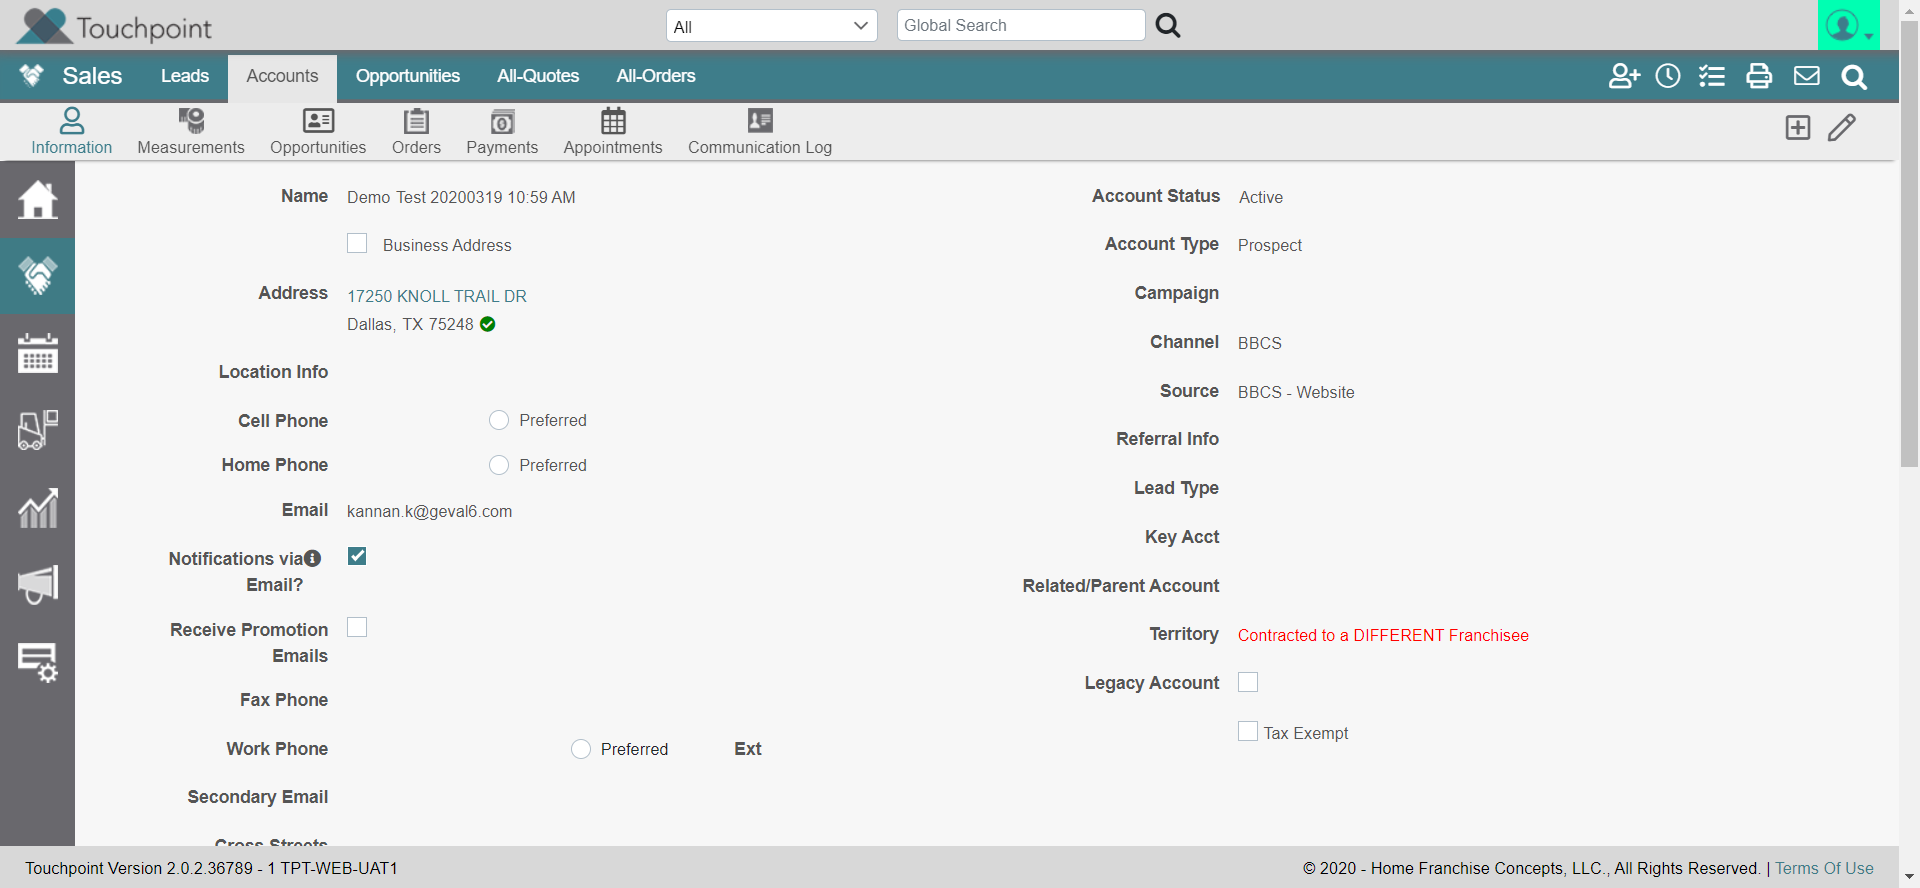 Touchpoint
All
Global Search
Sales
Leads
Accounts
Opportunities
All-Quotes
All-Orders
Information
Measurements
Opportunities
Orders
Payments
Appointments
Communication Log
Name Demo Test 20200319 10:59 AM
Business Address
Address 17250 KNOLL TRAIL DR
Dallas, TX 75248
Location Info
Cell Phone Preferred
Home Phone Preferred
Email kannan.k@geval6.com
Notifications via
Email?
Receive Promotion
Emails
Fax Phone
Work Phone Preferred Ext
Secondary Email
Cross Streets
Account Status Active
Account Type Prospect
Campaign
Channel BBCS
Source BBCS - Website
Referral Info
Lead Type
Key Acct
Related/Parent Account
Territory Contracted to a DIFFERENT Franchisee
Legacy Account
Tax Exempt
Touchpoint Version 2.0.2.36789 - 1 TPT-WEB-UAT1
© 2020 - Home Franchise Concepts, LLC., All Rights Reserved. | Terms Of Use